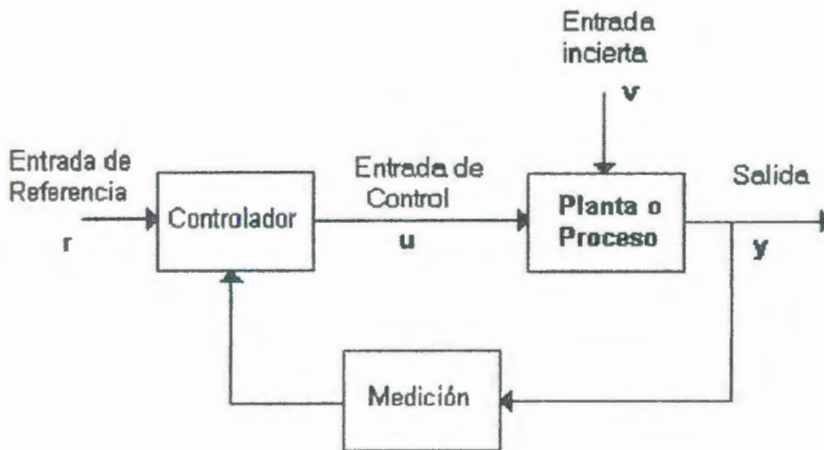 Entrada
incierta
v
Entrada de
Referencia
r
Controlador
Entrada de
Control
u
Planta o
Proceso
Salida
y
Medición